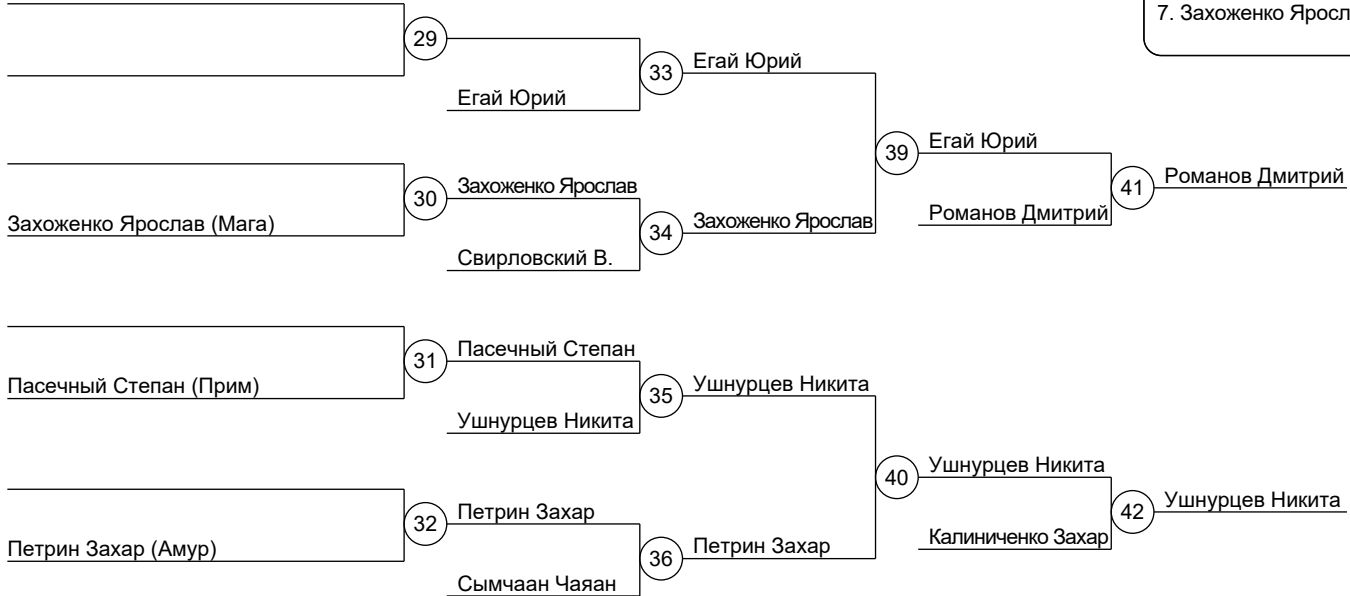 7. Захоженко Яросл
29
33
Егай Юрий
Егай Юрий
39
Егай Юрий
30
Захоженко Ярослав
41
Романов Дмитрий
Захоженко Ярослав (Мага)
34
Захоженко Ярослав
Романов Дмитрий
Свирловский В.
31
Пасечный Степан
Пасечный Степан (Прим)
35
Ушнурцев Никита
Ушнурцев Никита
40
Ушнурцев Никита
32
Петрин Захар
42
Ушнурцев Никита
Петрин Захар (Амур)
36
Петрин Захар
Калиниченко Захар
Сымчаан Чаяан